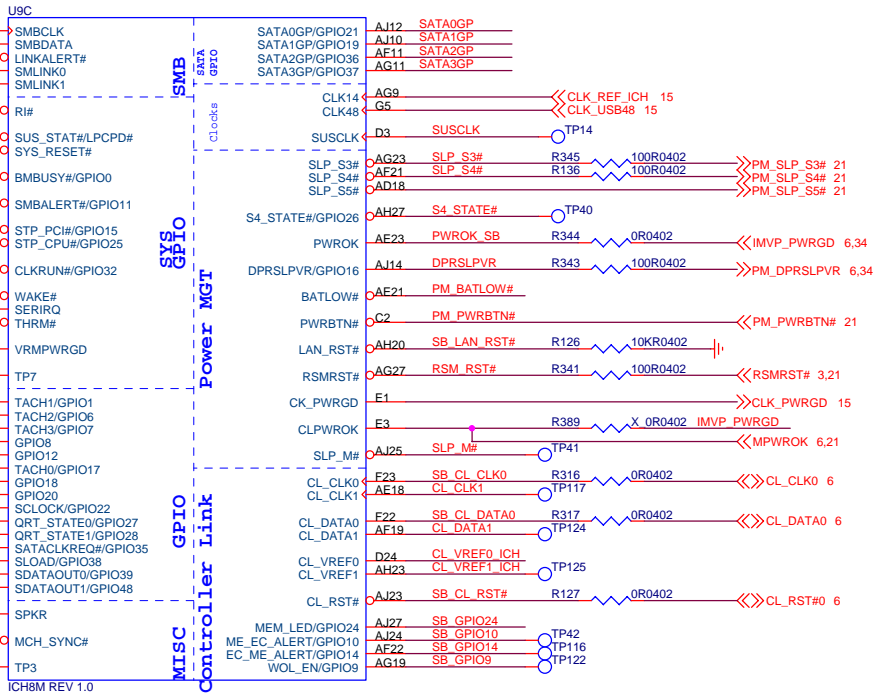 U9C
SMBCLK
SMBDATA
LINKALERT#
SMLINK0
SMLINK1
RI#
SUS_STAT#/LPCPD#
SYS_RESET#
BMBUSY#/GPIO0
SMBALERT#/GPIO11
STP_PCI#/GPIO15
STP_CPU#/GPIO25
CLKRUN#/GPIO32
WAKE#
SERIRQ
THRM#
VRMPWRGD
TP7
TACH1/GPIO1
TACH2/GPIO6
TACH3/GPIO7
GPIO8
GPIO12
TACH0/GPIO17
GPIO18
GPIO20
SCLOCK/GPIO22
QRT_STATE0/GPIO27
QRT_STATE1/GPIO28
SATACLKREQ#/GPIO35
SLOAD/GPIO38
SDATAOUT0/GPIO39
SDATAOUT1/GPIO48
SPKR
MCH_SYNC#
TP3
SMB
SYS
GPIO
GPIO
MISC
SATA
GPIO
Clocks
Power MGT
Controller Link
SATA0GP/GPIO21 AJ12 SATA0GP
SATA1GP/GPIO19 AJ10 SATA1GP
SATA2GP/GPIO36 AF11 SATA2GP
SATA3GP/GPIO37 AG11 SATA3GP
CLK14 AG9 CLK_REF_ICH 15
CLK48 G5 CLK_USB48 15
SUSCLK D3 SUSCLK TP14
SLP_S3# AG23 SLP_S3# R345 100R0402 PM_SLP_S3# 21
SLP_S4# AF21 SLP_S4# R136 100R0402 PM_SLP_S4# 21
SLP_S5# AD18 PM_SLP_S5# 21
S4_STATE#/GPIO26 AH27 S4_STATE# TP40
PWROK AE23 PWROK_SB R344 0R0402 IMVP_PWRGD 6,34
DPRSLPVR/GPIO16 AJ14 DPRSLPVR R343 100R0402 PM_DPRSLPVR 6,34
BATLOW# AE21 PM_BATLOW#
PWRBTN# C2 PM_PWRBTN# PM_PWRBTN# 21
LAN_RST# AH20 SB_LAN_RST# R126 10KR0402
RSMRST# AG27 RSM_RST# R341 100R0402 RSMRST# 3,21
CK_PWRGD E1 CLK_PWRGD 15
CLPWROK E3 R389 X_0R0402 IMVP_PWRGD
MPWROK 6,21
SLP_M# AJ25 SLP_M# TP41
CL_CLK0 F23 SB_CL_CLK0 R316 0R0402 CL_CLK0 6
CL_CLK1 AE18 CL_CLK1 TP117
CL_DATA0 F22 SB_CL_DATA0 R317 0R0402 CL_DATA0 6
CL_DATA1 AF19 CL_DATA1 TP124
CL_VREF0 D24 CL_VREF0_ICH
CL_VREF1 AH23 CL_VREF1_ICH TP125
CL_RST# AJ23 SB_CL_RST# R127 0R0402 CL_RST#0 6
MEM_LED/GPIO24 AJ27 SB_GPIO24
ME_EC_ALERT/GPIO10 AJ24 SB_GPIO10 TP42
EC_ME_ALERT/GPIO14 AF22 SB_GPIO14 TP116
WOL_EN/GPIO9 AG19 SB_GPIO9 TP122
ICH8M REV 1.0